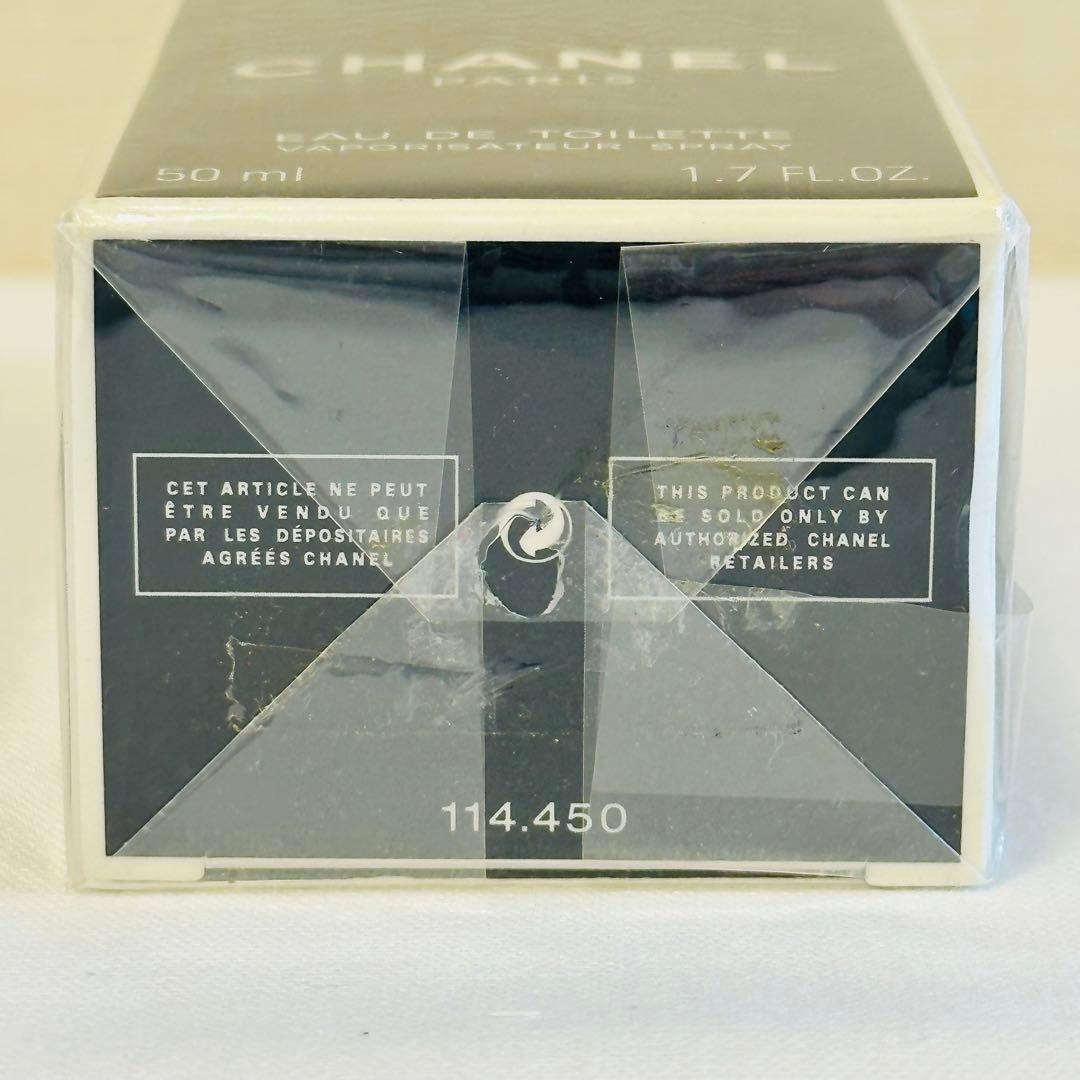 CHANEL
PARIS
EAU DE TOILETTE
VAPORISATEUR SPRAY
50 ml
1.7 FL.OZ.
CET ARTICLE NE PEUT
ÊTRE VENDU QUE
PAR LES DÉPOSITAIRES
AGRÉÉS CHANEL
THIS PRODUCT CAN
BE SOLD ONLY BY
AUTHORIZED CHANEL
RETAILERS
114.450